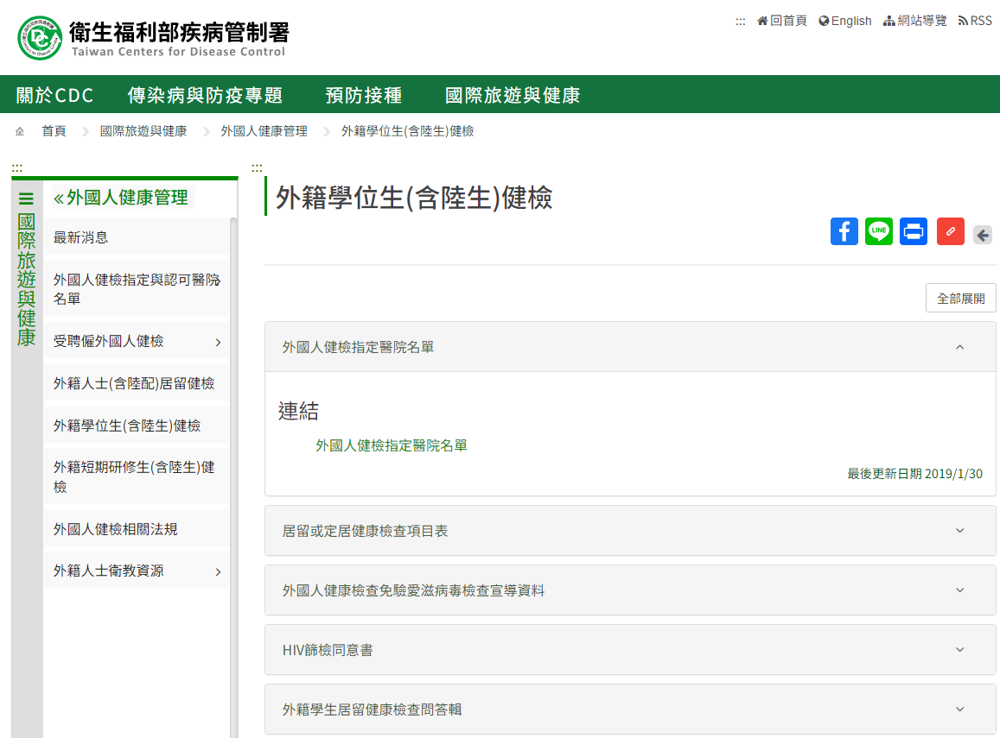 衛生福利部疾病管制署
Taiwan Centers for Disease Control
::: 回首頁 English 網站導覽 RSS
關於CDC 傳染病與防疫專題 預防接種 國際旅遊與健康
首頁 國際旅遊與健康 外國人健康管理 外籍學位生(含陸生)健檢
:::
國際旅遊與健康
«外國人健康管理
最新消息
外國人健檢指定與認可醫院
名單
受聘僱外國人健檢
外籍人士(含陸配)居留健檢
外籍學位生(含陸生)健檢
外籍短期研修生(含陸生)健
檢
外國人健檢相關法規
外籍人士衛教資源
:::
外籍學位生(含陸生)健檢
LINE
全部展開
外國人健檢指定醫院名單
連結
外國人健檢指定醫院名單
最後更新日期 2019/1/30
居留或定居健康檢查項目表
外國人健康檢查免驗愛滋病毒檢查宣導資料
HIV篩檢同意書
外籍學生居留健康檢查問答輯